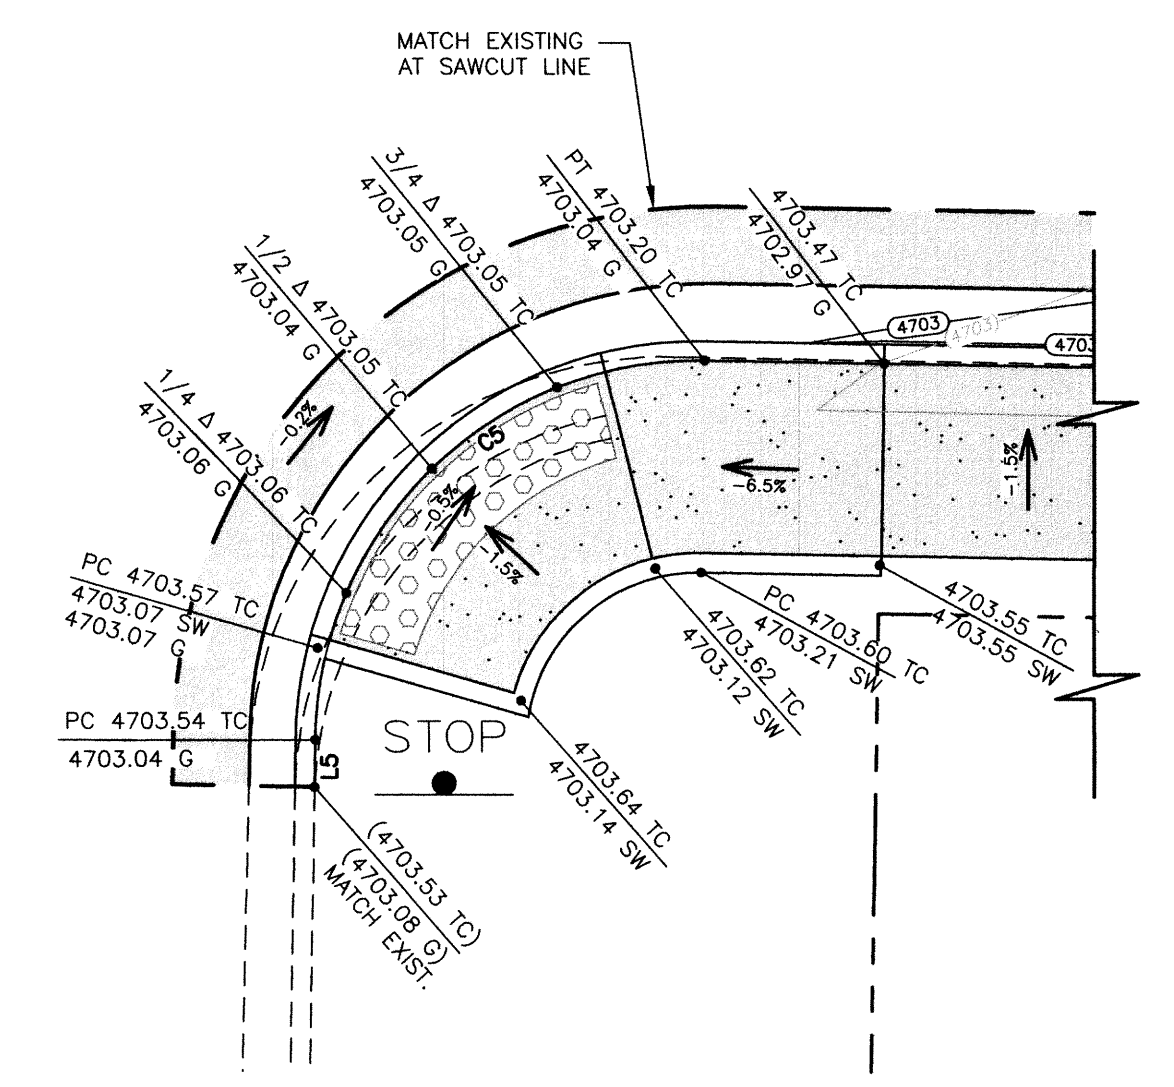 MATCH EXISTING
AT SAWCUT LINE
3/4 Δ 4703.05 TC
4703.05 G
PT 4703.20 TC
4703.04 G
4703.47 TC
4702.97 G
1/2 Δ 4703.05 TC
4703.04 G
4703
(4703)
4703
1/4 Δ 4703.06 TC
4703.06 G
-0.2%
C5
-6.5%
-1.5%
-0.5%
-1.5%
PC 4703.57 TC
4703.07 SW
4703.07 G
4703.55 TC
4703.55 SW
PC 4703.60 TC
4703.21 SW
4703.62 TC
4703.12 SW
PC 4703.54 TC
4703.04 G
STOP
L5
4703.64 TC
4703.14 SW
(4703.53 TC)
(4703.08 G)
MATCH EXIST.